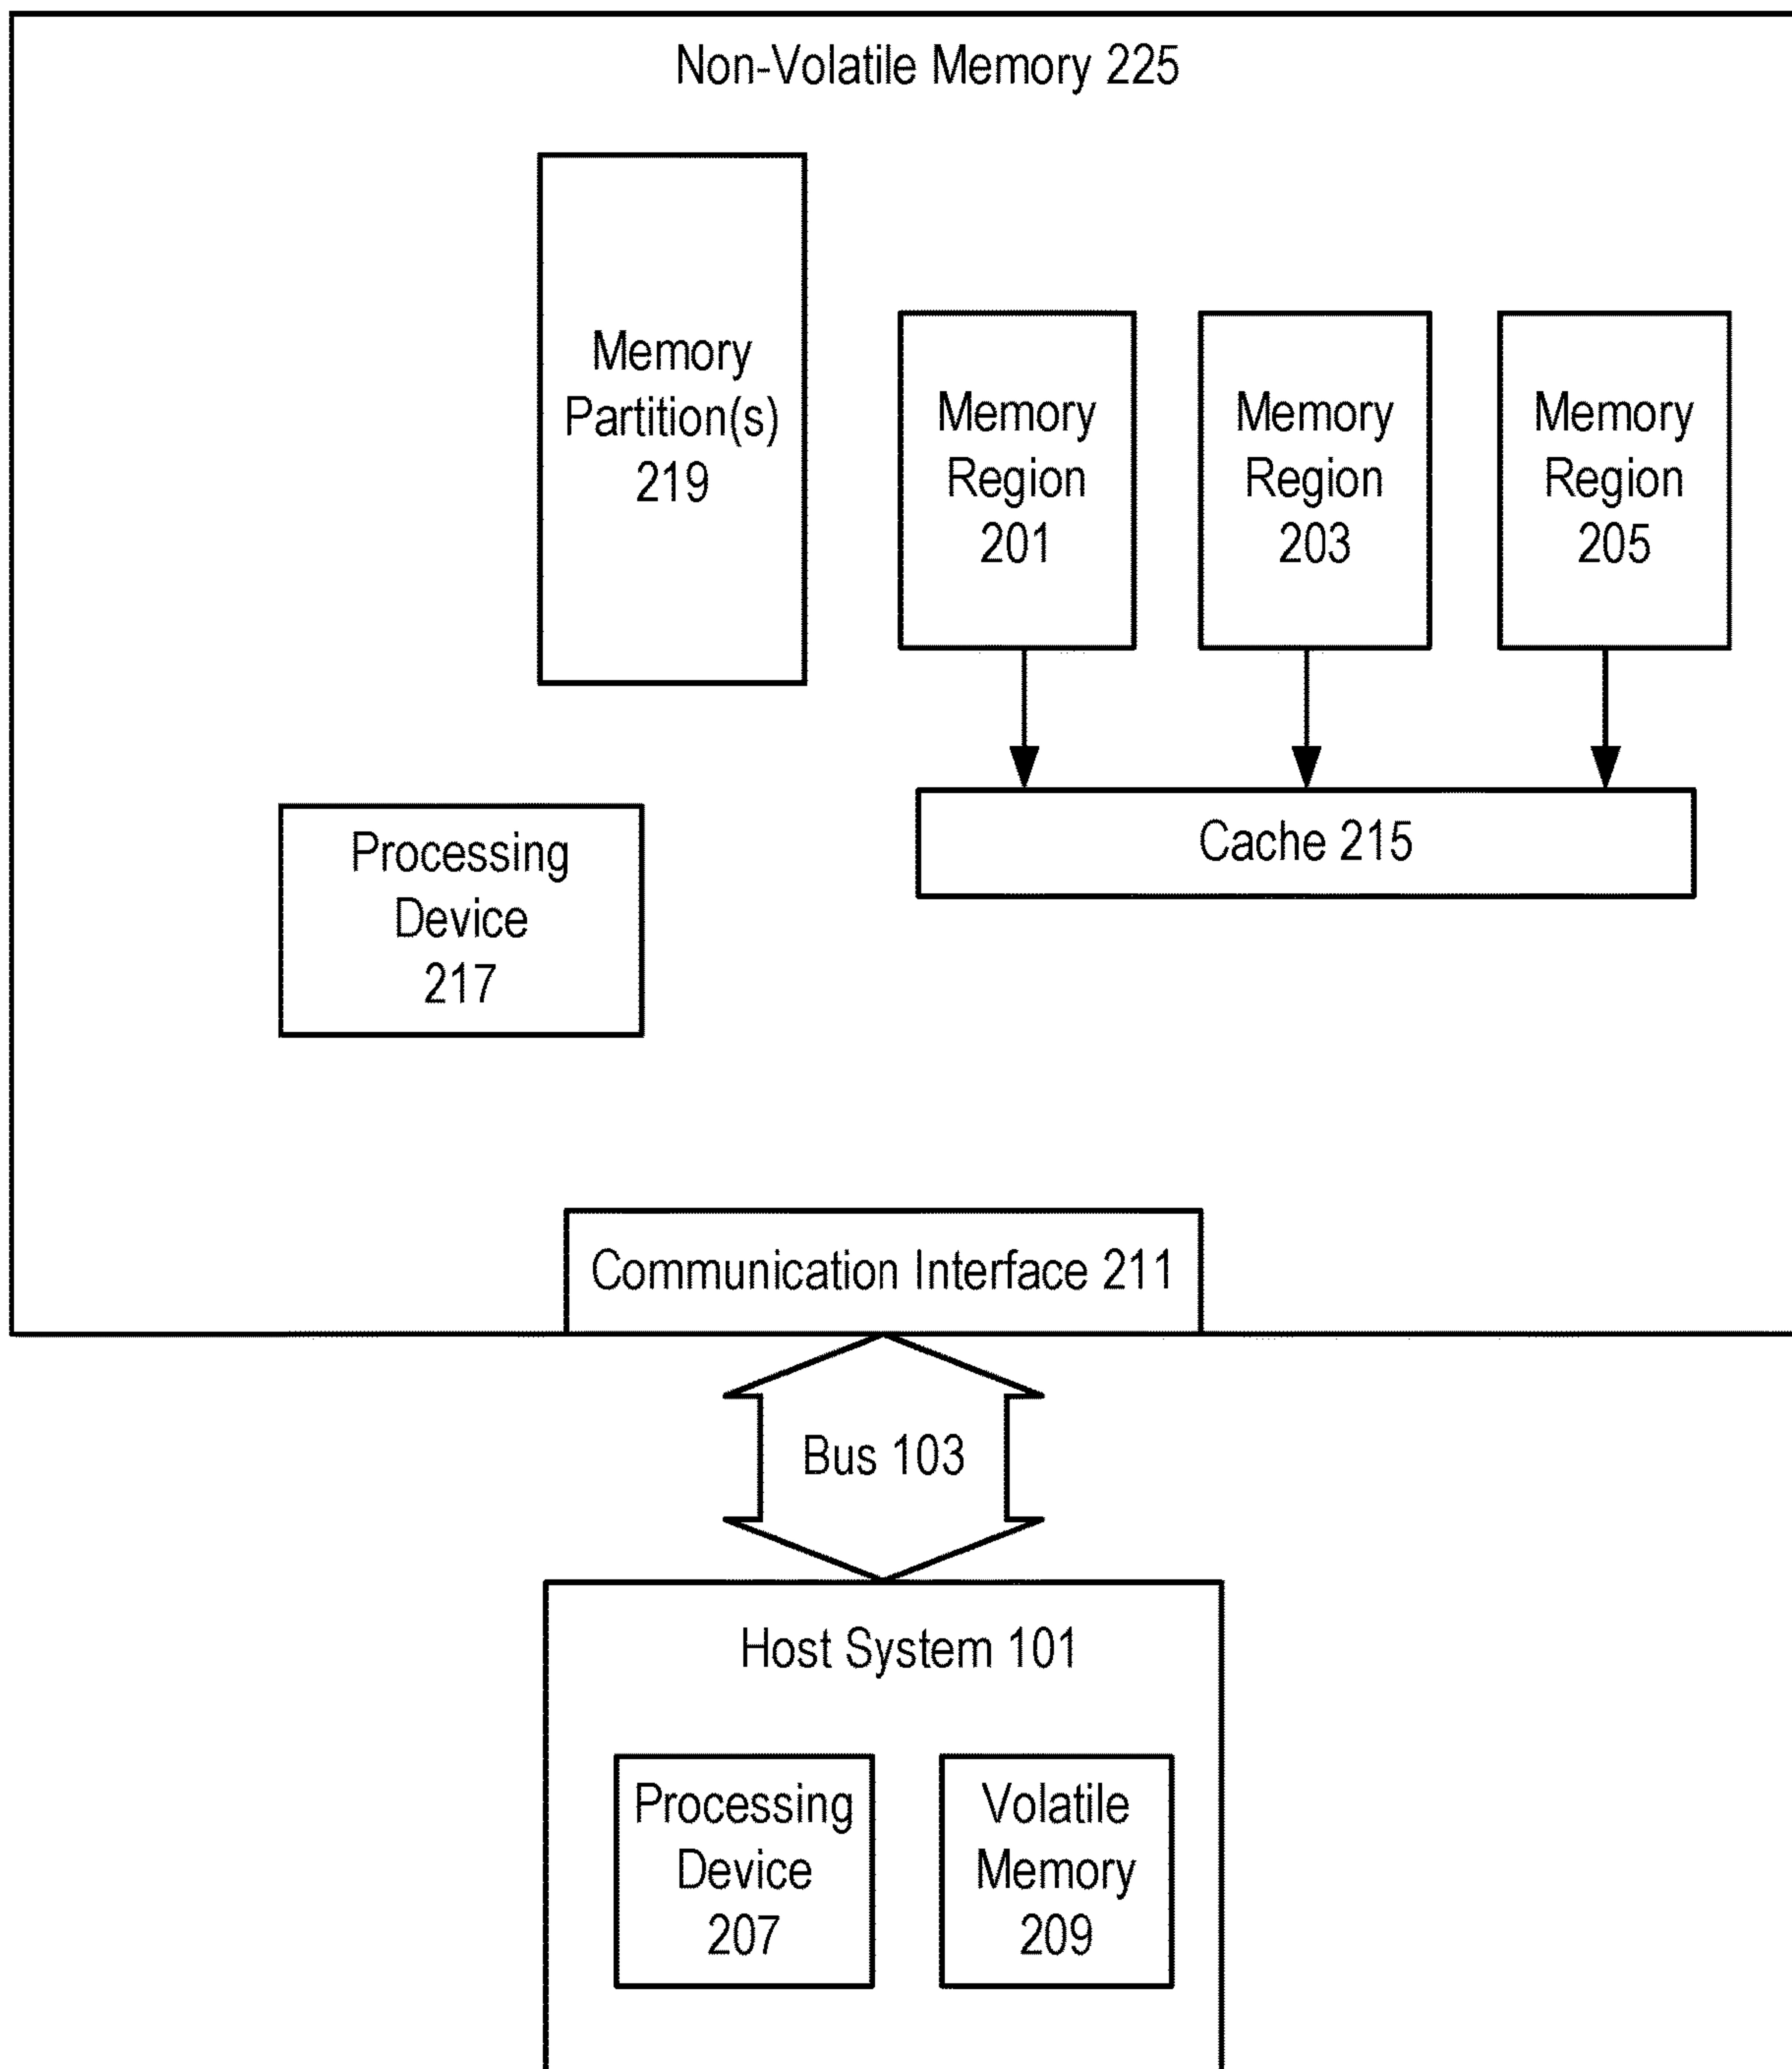 Non-Volatile Memory 225
Memory
Partition(s)
219
Memory
Region
201
Memory
Region
203
Memory
Region
205
Cache 215
Processing
Device
217
Communication Interface 211
Bus 103
Host System 101
Processing
Device
207
Volatile
Memory
209